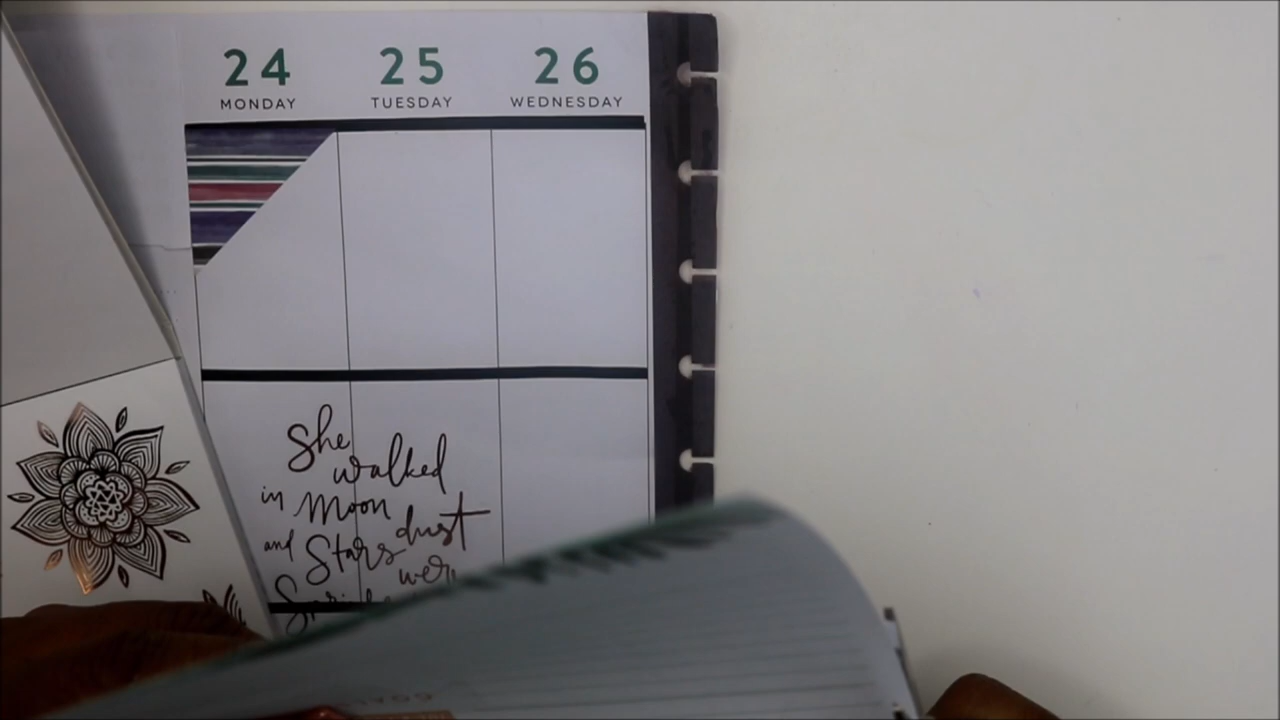 24 25 26
MONDAY TUESDAY WEDNESDAY
She
walked
in Moon
dust
and Stars